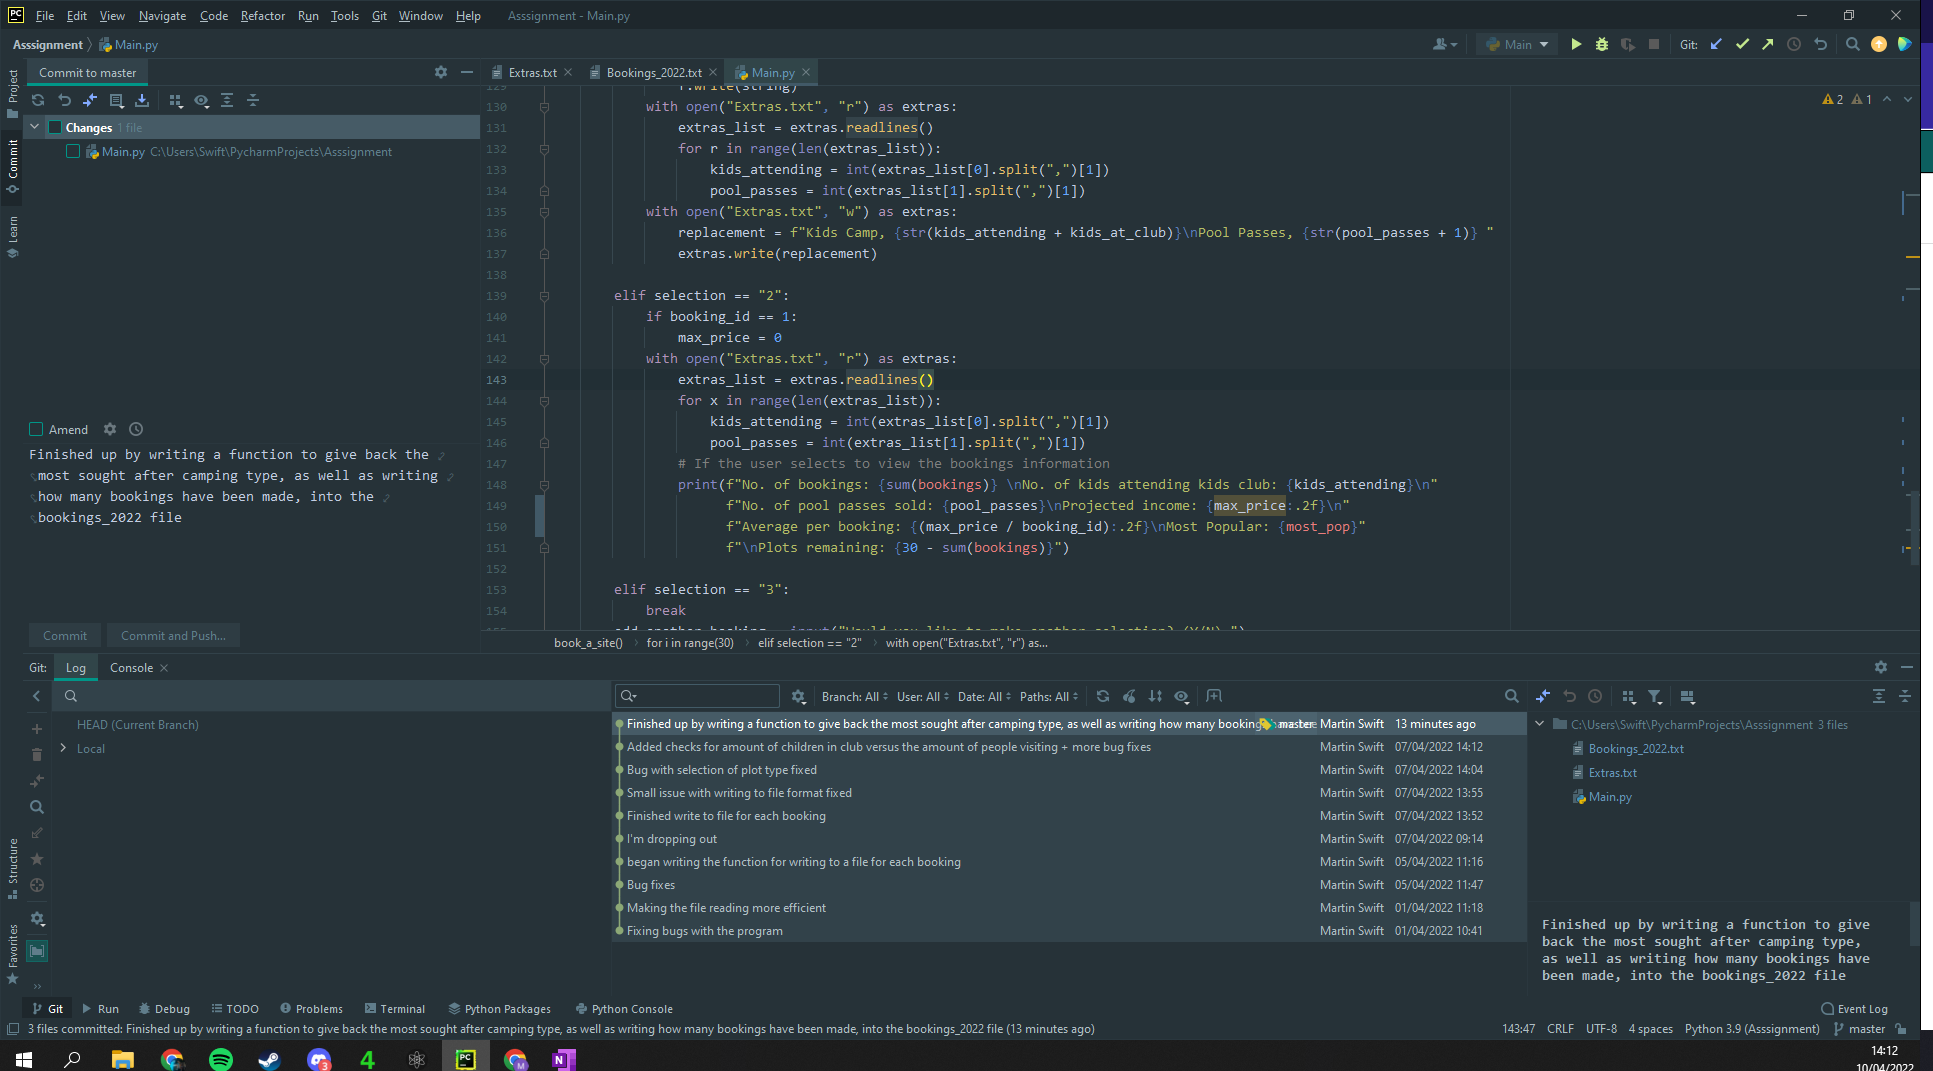 PC File Edit View Navigate Code Refactor Run Tools Git Window Help Asssignment - Main.py
Asssignment Main.py Main Git:
Commit to master Extras.txt Bookings_2022.txt Main.py
Project
Commit
Learn
Structure
Favorites
Changes 1 file
Main.py C:\Users\Swift\PycharmProjects\Asssignment
Amend
Finished up by writing a function to give back the
most sought after camping type, as well as writing
how many bookings have been made, into the
bookings_2022 file
Commit Commit and Push...
2 1
129 f.write(string)
130 with open("Extras.txt", "r") as extras:
131 extras_list = extras.readlines()
132 for r in range(len(extras_list)):
133 kids_attending = int(extras_list[0].split(",")[1])
134 pool_passes = int(extras_list[1].split(",")[1])
135 with open("Extras.txt", "w") as extras:
136 replacement = f"Kids Camp, {str(kids_attending + kids_at_club)}\nPool Passes, {str(pool_passes + 1)} "
137 extras.write(replacement)
138
139 elif selection == "2":
140 if booking_id == 1:
141 max_price = 0
142 with open("Extras.txt", "r") as extras:
143 extras_list = extras.readlines()
144 for x in range(len(extras_list)):
145 kids_attending = int(extras_list[0].split(",")[1])
146 pool_passes = int(extras_list[1].split(",")[1])
147 # If the user selects to view the bookings information
148 print(f"No. of bookings: {sum(bookings)} \nNo. of kids attending kids club: {kids_attending}\n"
149 f"No. of pool passes sold: {pool_passes}\nProjected income: {max_price:.2f}\n"
150 f"Average per booking: {(max_price / booking_id):.2f}\nMost Popular: {most_pop}"
151 f"\nPlots remaining: {30 - sum(bookings)}")
152
153 elif selection == "3":
154 break
book_a_site() for i in range(30) elif selection == "2" with open("Extras.txt", "r") as...
Git: Log Console
Branch: All User: All Date: All Paths: All
HEAD (Current Branch)
Local
Finished up by writing a function to give back the most sought after camping type, as well as writing how many booking master Martin Swift 13 minutes ago
Added checks for amount of children in club versus the amount of people visiting + more bug fixes Martin Swift 07/04/2022 14:12
Bug with selection of plot type fixed Martin Swift 07/04/2022 14:04
Small issue with writing to file format fixed Martin Swift 07/04/2022 13:55
Finished write to file for each booking Martin Swift 07/04/2022 13:52
I'm dropping out Martin Swift 07/04/2022 09:14
began writing the function for writing to a file for each booking Martin Swift 05/04/2022 11:16
Bug fixes Martin Swift 05/04/2022 11:47
Making the file reading more efficient Martin Swift 01/04/2022 11:18
Fixing bugs with the program Martin Swift 01/04/2022 10:41
C:\Users\Swift\PycharmProjects\Asssignment 3 files
Bookings_2022.txt
Extras.txt
Main.py
Finished up by writing a function to give
back the most sought after camping type,
as well as writing how many bookings have
been made, into the bookings_2022 file
Git Run Debug TODO Problems Terminal Python Packages Python Console Event Log
3 files committed: Finished up by writing a function to give back the most sought after camping type, as well as writing how many bookings have been made, into the bookings_2022 file (13 minutes ago) 143:47 CRLF UTF-8 4 spaces Python 3.9 (Asssignment) master
3 4 PC M N
14:12
10/04/2022